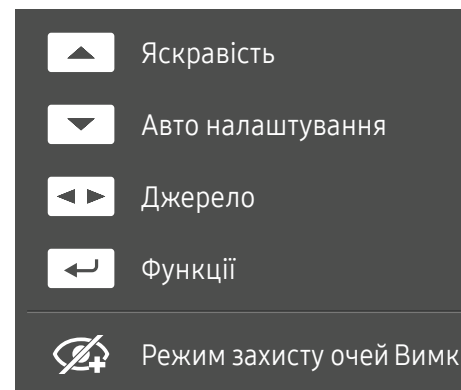 Яскравість
Авто налаштування
Джерело
Функції
Режим захисту очей Вимк